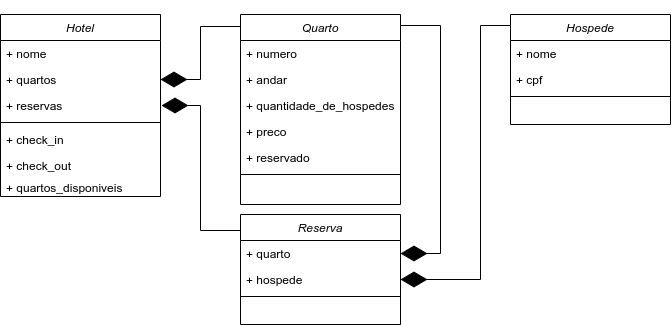 Hotel
+ nome
+ quartos
+ reservas
+ check_in
+ check_out
+ quartos_disponiveis
Quarto
+ numero
+ andar
+ quantidade_de_hospedes
+ preco
+ reservado
Reserva
+ quarto
+ hospede
Hospede
+ nome
+ cpf